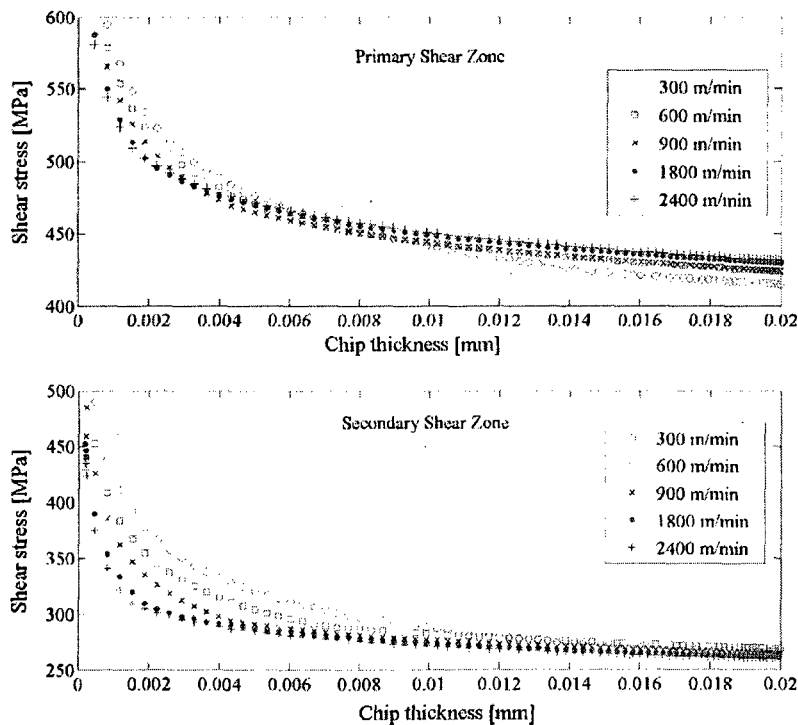 600
550
500
450
400
Shear stress [MPa]
Primary Shear Zone
300 m/min
600 m/min
900 m/min
1800 m/min
2400 m/min
0 0.002 0.004 0.006 0.008 0.01 0.012 0.014 0.016 0.018 0.02
Chip thickness [mm]
500
450
400
350
300
250
Shear stress [MPa]
Secondary Shear Zone
300 m/min
600 m/min
900 m/min
1800 m/min
2400 m/min
0 0.002 0.004 0.006 0.008 0.01 0.012 0.014 0.016 0.018 0.02
Chip thickness [mm]